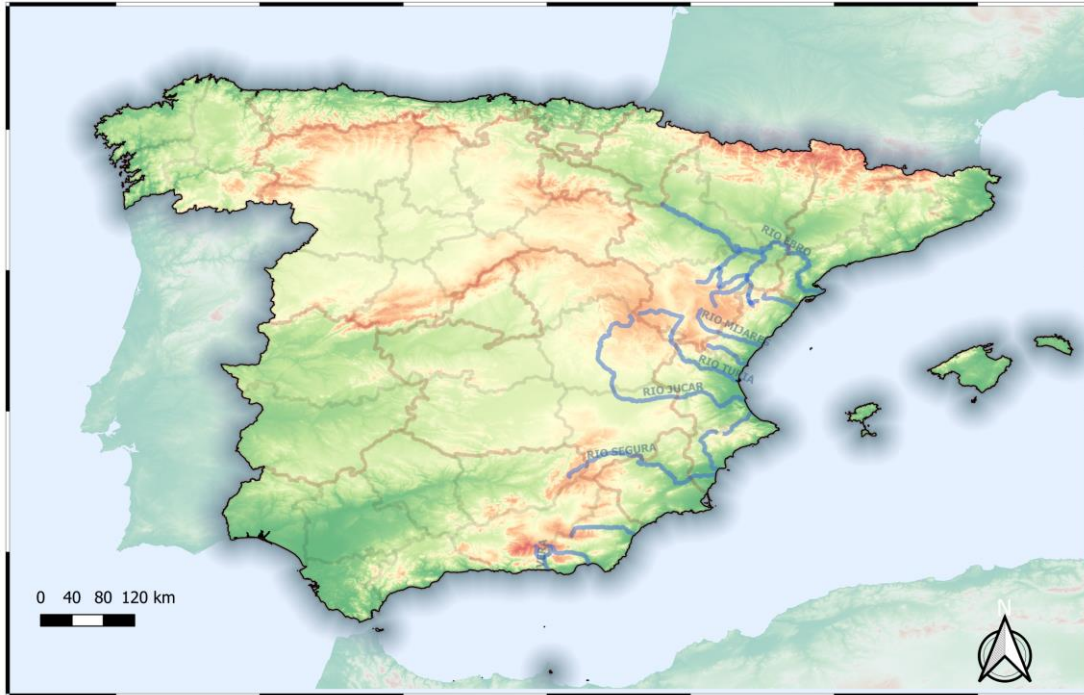 RIO EBRO
RIO MIJARES
RIO TURIA
RIO JUCAR
RIO SEGURA
0 40 80 120 km
N